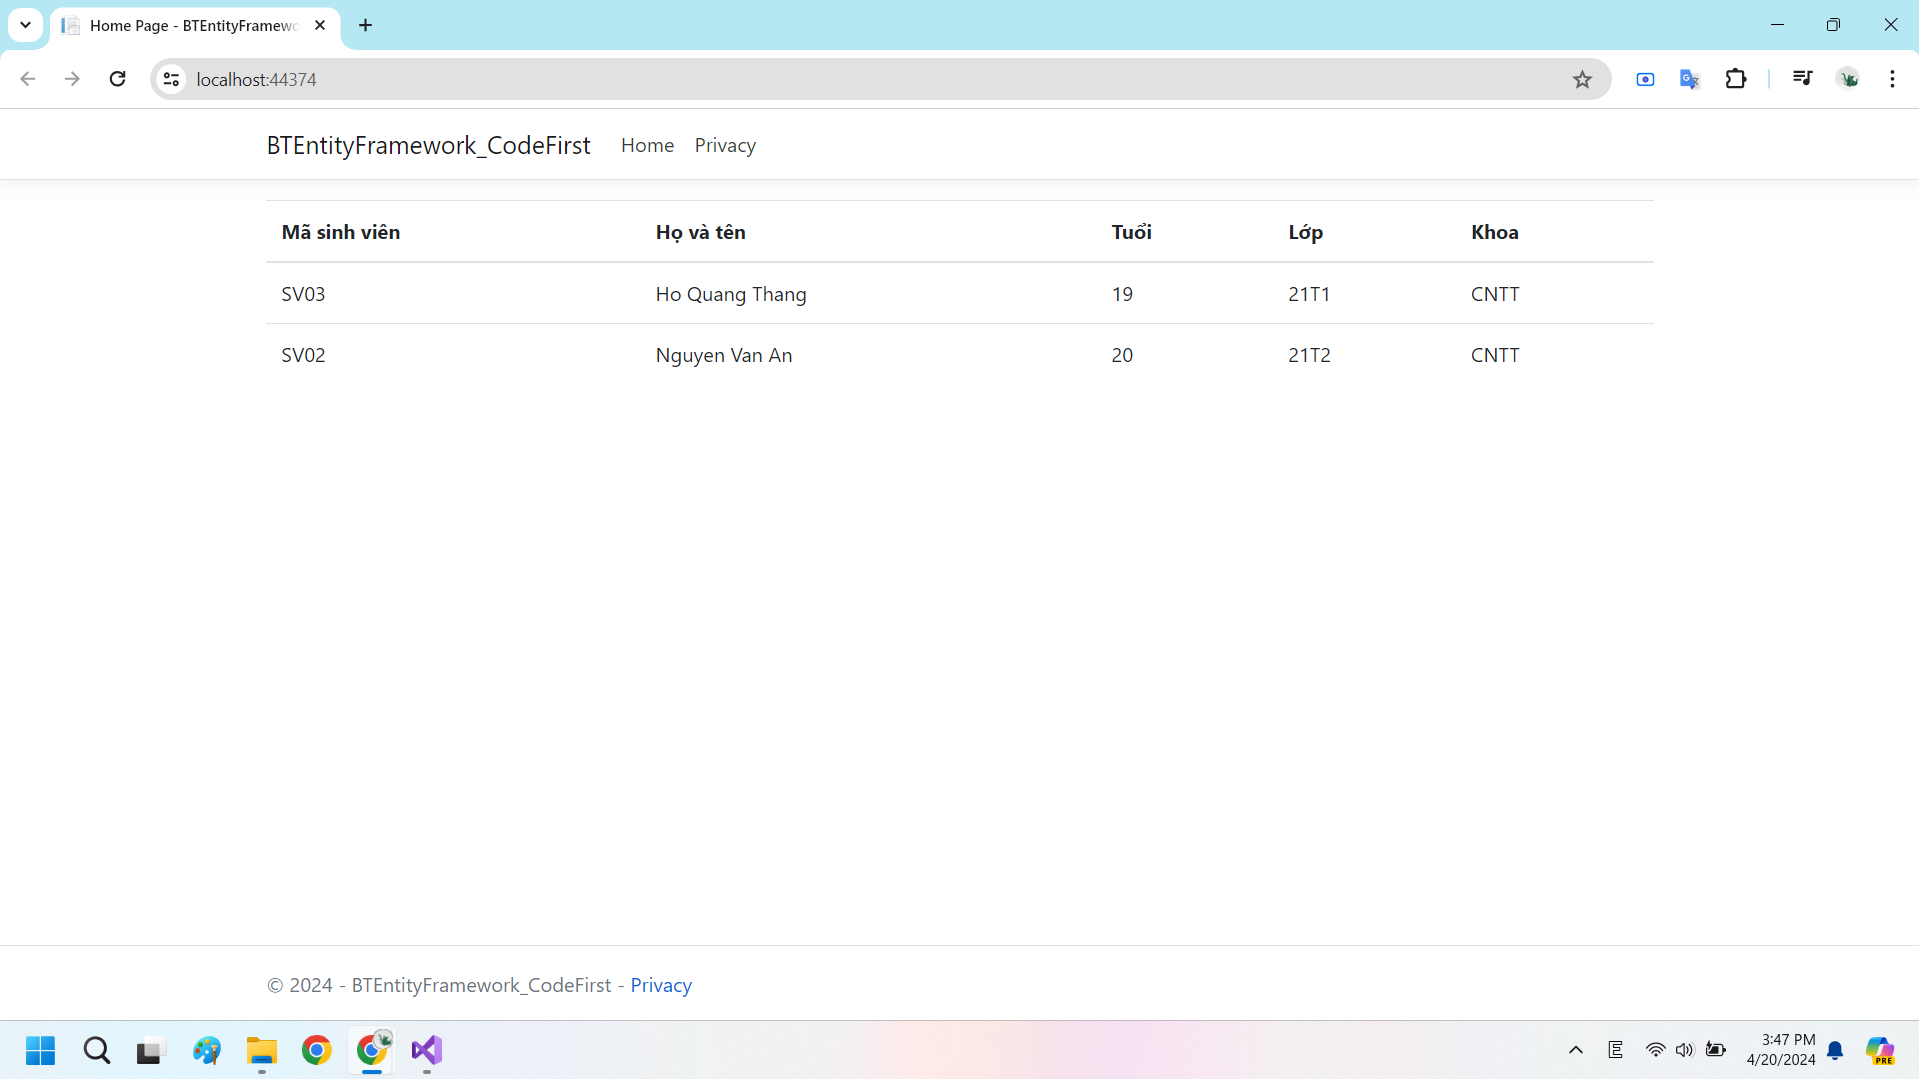 Home Page - BTEntityFramewo
localhost:44374
BTEntityFramework_CodeFirst Home Privacy
Mã sinh viên Họ và tên Tuổi Lớp Khoa
SV03 Ho Quang Thang 19 21T1 CNTT
SV02 Nguyen Van An 20 21T2 CNTT
© 2024 - BTEntityFramework_CodeFirst - Privacy
E
3:47 PM
4/20/2024
PRE